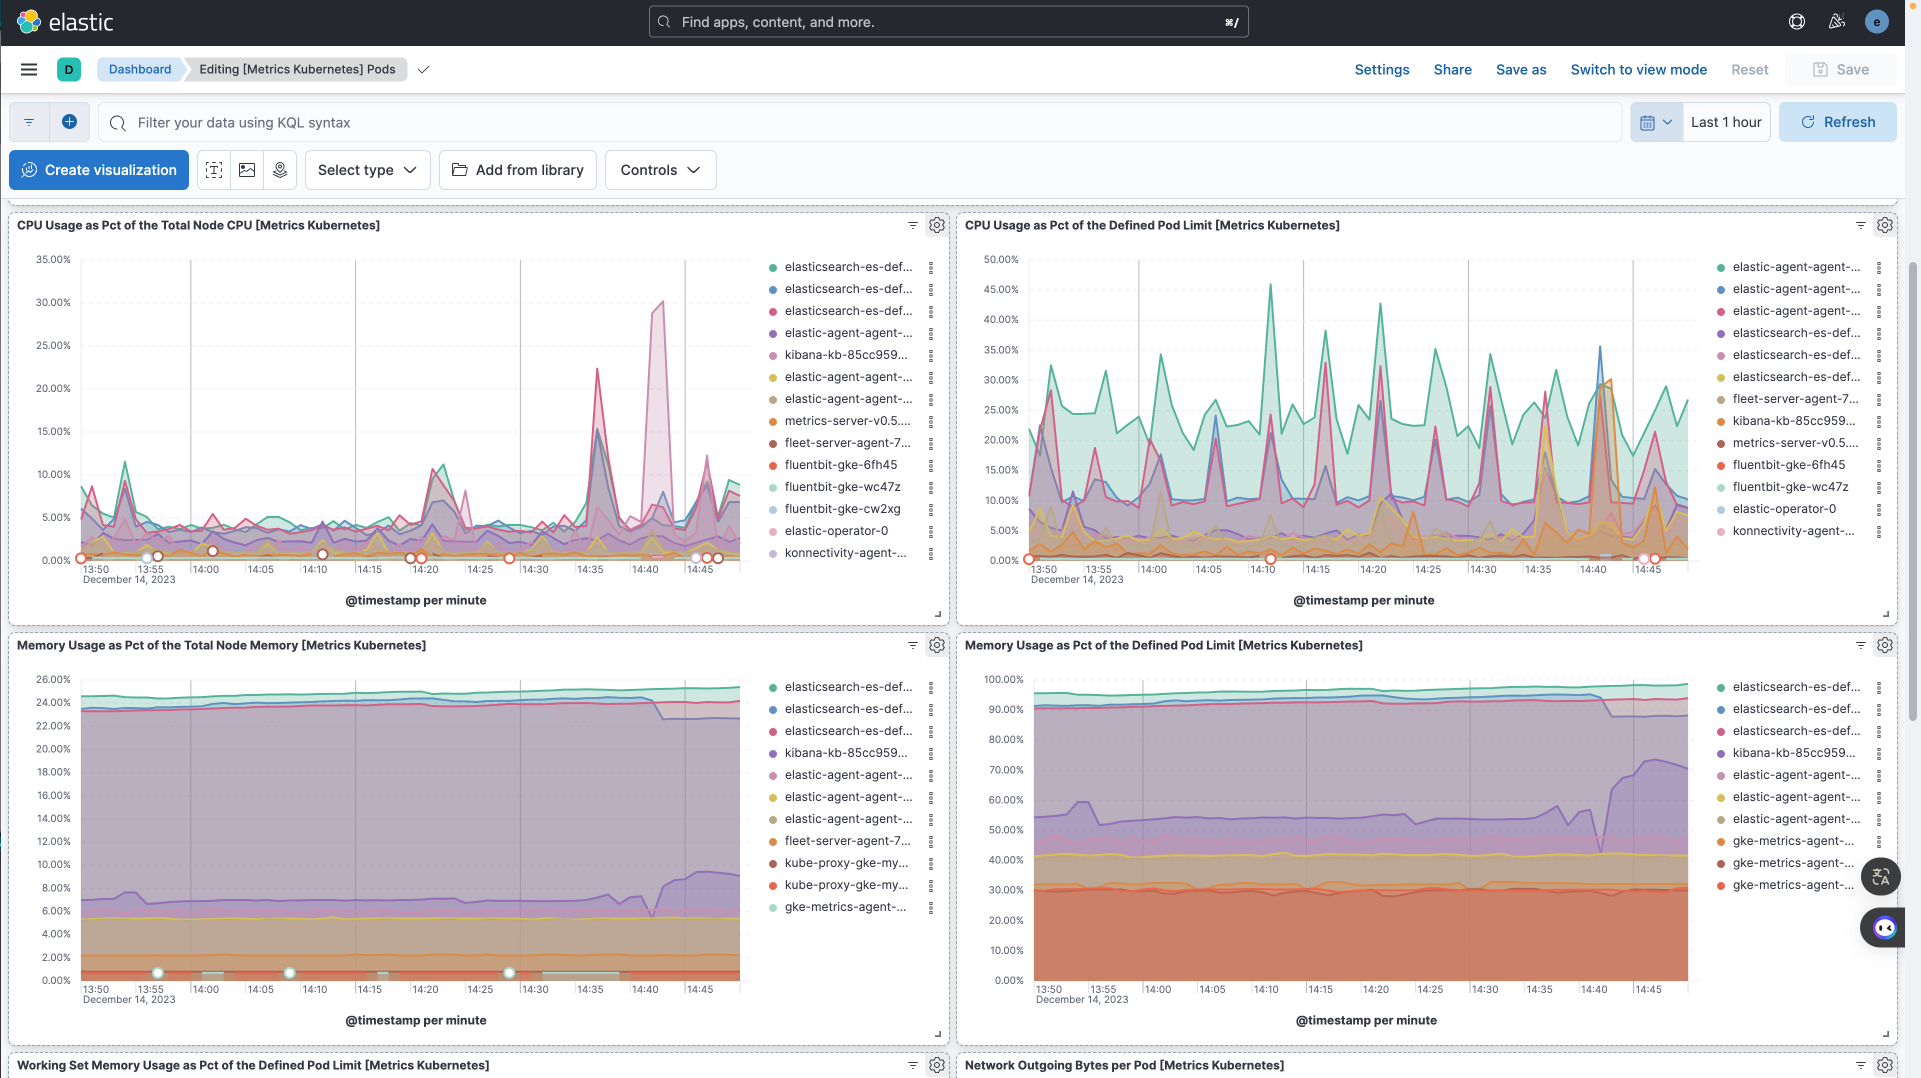 elastic
Find apps, content, and more.
⌘/
e
D
Dashboard
Editing [Metrics Kubernetes] Pods
Settings
Share
Save as
Switch to view mode
Reset
Save
Filter your data using KQL syntax
Last 1 hour
Refresh
Create visualization
Select type
Add from library
Controls
CPU Usage as Pct of the Total Node CPU [Metrics Kubernetes]
35.00%
30.00%
25.00%
20.00%
15.00%
10.00%
5.00%
0.00%
13:50
13:55
14:00
14:05
14:10
14:15
14:20
14:25
14:30
14:35
14:40
14:45
December 14, 2023
@timestamp per minute
elasticsearch-es-def...
elasticsearch-es-def...
elasticsearch-es-def...
elastic-agent-agent-...
kibana-kb-85cc959...
elastic-agent-agent-...
elastic-agent-agent-...
metrics-server-v0.5....
fleet-server-agent-7...
fluentbit-gke-6fh45
fluentbit-gke-wc47z
fluentbit-gke-cw2xg
elastic-operator-0
konnectivity-agent-...
CPU Usage as Pct of the Defined Pod Limit [Metrics Kubernetes]
50.00%
45.00%
40.00%
35.00%
30.00%
25.00%
20.00%
15.00%
10.00%
5.00%
0.00%
13:50
13:55
14:00
14:05
14:10
14:15
14:20
14:25
14:30
14:35
14:40
14:45
December 14, 2023
@timestamp per minute
elastic-agent-agent-...
elastic-agent-agent-...
elastic-agent-agent-...
elasticsearch-es-def...
elasticsearch-es-def...
elasticsearch-es-def...
fleet-server-agent-7...
kibana-kb-85cc959...
metrics-server-v0.5....
fluentbit-gke-6fh45
fluentbit-gke-wc47z
elastic-operator-0
konnectivity-agent-...
Memory Usage as Pct of the Total Node Memory [Metrics Kubernetes]
26.00%
24.00%
22.00%
20.00%
18.00%
16.00%
14.00%
12.00%
10.00%
8.00%
6.00%
4.00%
2.00%
0.00%
13:50
13:55
14:00
14:05
14:10
14:15
14:20
14:25
14:30
14:35
14:40
14:45
December 14, 2023
@timestamp per minute
elasticsearch-es-def...
elasticsearch-es-def...
elasticsearch-es-def...
kibana-kb-85cc959...
elastic-agent-agent-...
elastic-agent-agent-...
elastic-agent-agent-...
fleet-server-agent-7...
kube-proxy-gke-my...
kube-proxy-gke-my...
gke-metrics-agent-...
Memory Usage as Pct of the Defined Pod Limit [Metrics Kubernetes]
100.00%
90.00%
80.00%
70.00%
60.00%
50.00%
40.00%
30.00%
20.00%
10.00%
0.00%
13:50
13:55
14:00
14:05
14:10
14:15
14:20
14:25
14:30
14:35
14:40
14:45
December 14, 2023
@timestamp per minute
elasticsearch-es-def...
elasticsearch-es-def...
elasticsearch-es-def...
kibana-kb-85cc959...
elastic-agent-agent-...
elastic-agent-agent-...
elastic-agent-agent-...
gke-metrics-agent-...
gke-metrics-agent-...
gke-metrics-agent-...
Working Set Memory Usage as Pct of the Defined Pod Limit [Metrics Kubernetes]
Network Outgoing Bytes per Pod [Metrics Kubernetes]